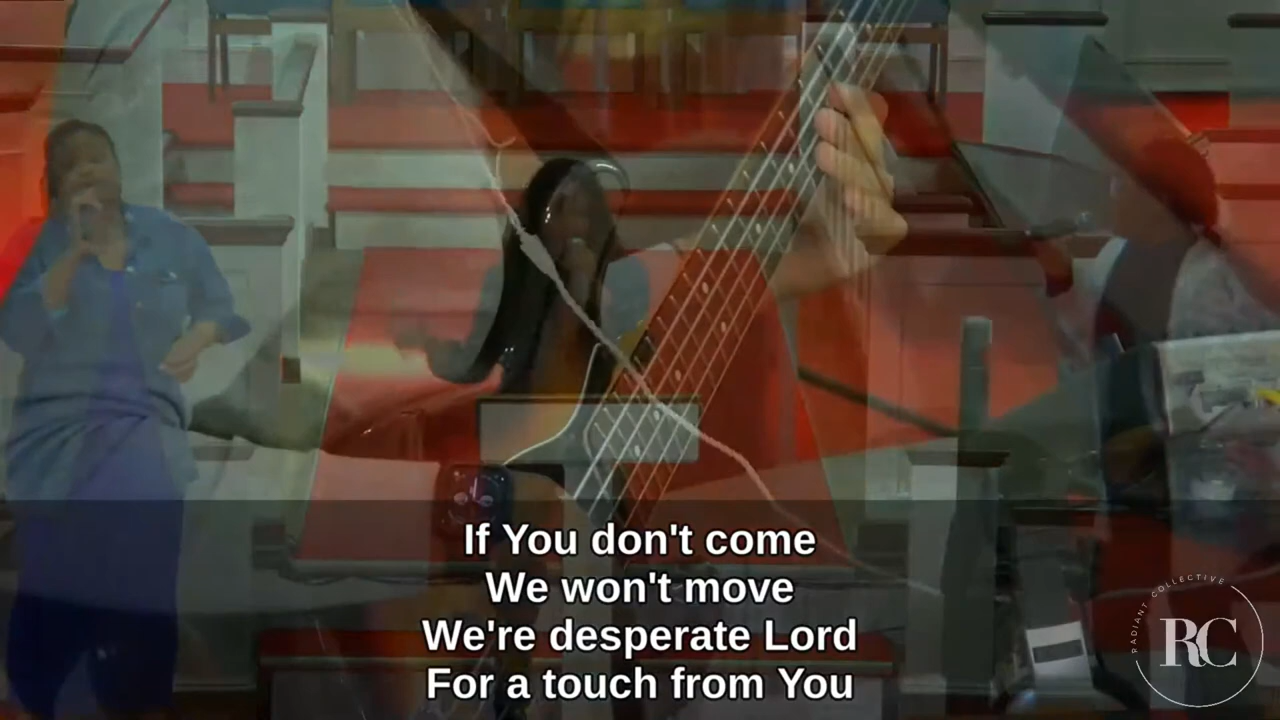 If You don't come
We won't move
We're desperate Lord
For a touch from You
RADIANT COLLECTIVE
RC